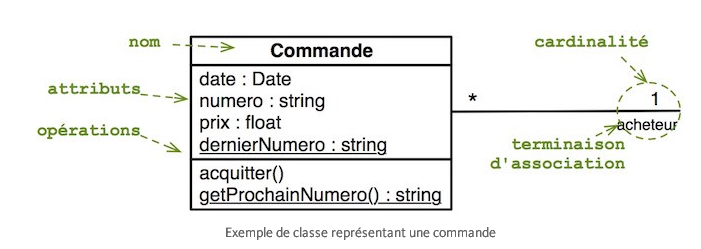 nom
Commande
cardinalité
attributs
date : Date
numero : string
prix : float
dernierNumero : string
*
1
acheteur
opérations
terminaison
d'association
acquitter()
getProchainNumero() : string
Exemple de classe représentant une commande